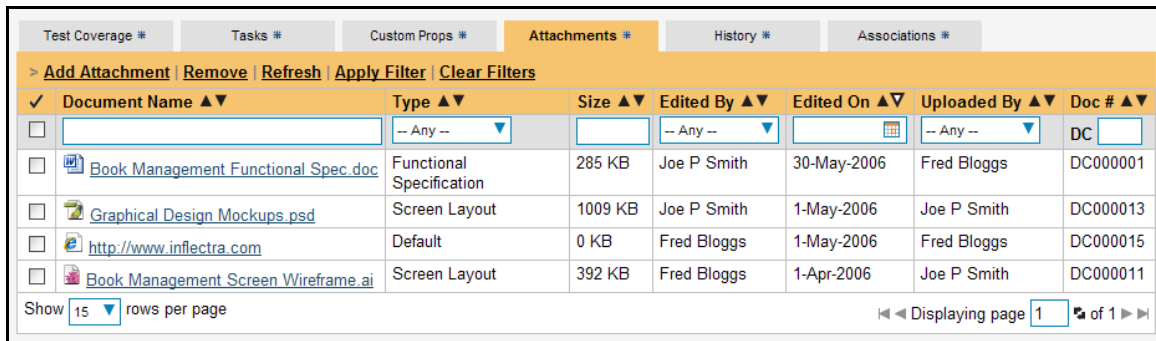 Test Coverage * Tasks * Custom Props * Attachments * History * Associations *
> Add Attachment | Remove | Refresh | Apply Filter | Clear Filters
✓ Document Name ▲▼ Type ▲▼ Size ▲▼ Edited By ▲▼ Edited On ▲▽ Uploaded By ▲▼ Doc # ▲▼
-- Any -- -- Any -- -- Any -- DC
Book Management Functional Spec.doc Functional Specification 285 KB Joe P Smith 30-May-2006 Fred Bloggs DC000001
Graphical Design Mockups.psd Screen Layout 1009 KB Joe P Smith 1-May-2006 Joe P Smith DC000013
http://www.inflectra.com Default 0 KB Fred Bloggs 1-May-2006 Fred Bloggs DC000015
Book Management Screen Wireframe.ai Screen Layout 392 KB Fred Bloggs 1-Apr-2006 Joe P Smith DC000011
Show 15 rows per page Displaying page 1 of 1